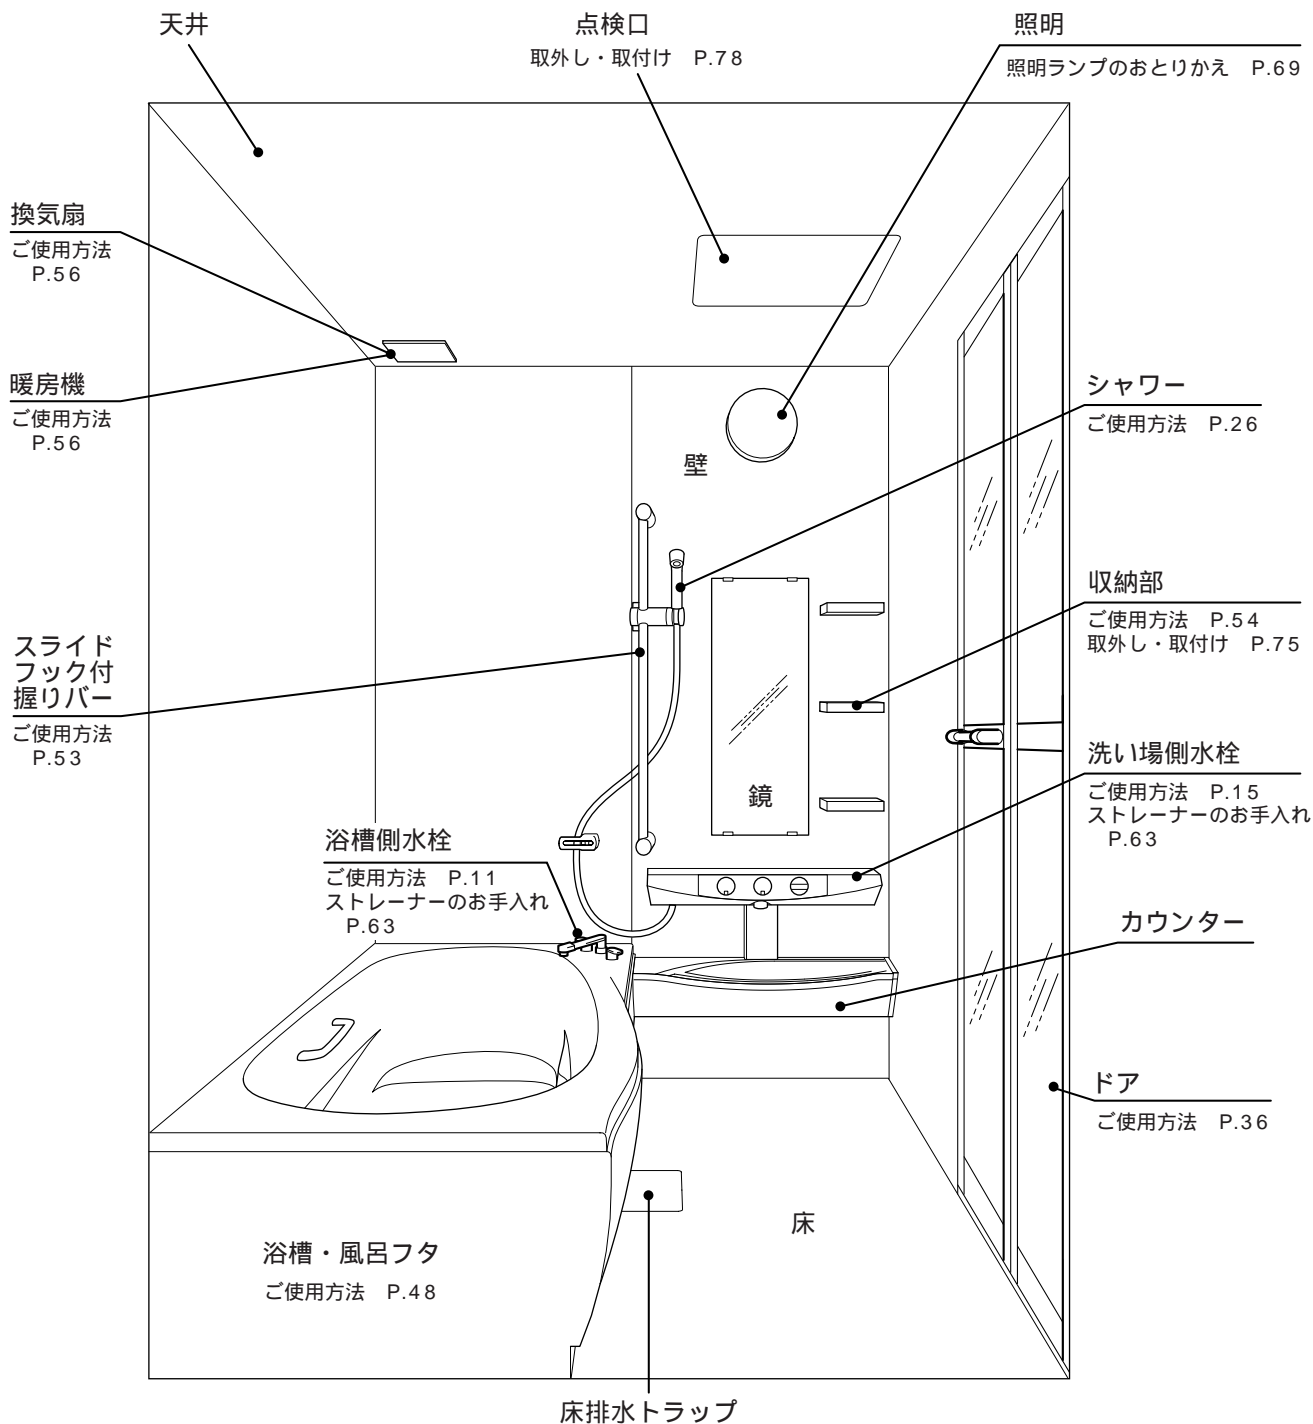 天井
点検口
取外し・取付け　P.78
照明
照明ランプのおとりかえ　P.69
換気扇
ご使用方法
P.56
暖房機
ご使用方法
P.56
シャワー
ご使用方法　P.26
壁
収納部
ご使用方法　P.54
取外し・取付け　P.75
スライド
フック付
握りバー
ご使用方法
P.53
洗い場側水栓
ご使用方法　P.15
ストレーナーのお手入れ
P.63
鏡
浴槽側水栓
ご使用方法　P.11
ストレーナーのお手入れ
P.63
カウンター
ドア
ご使用方法　P.36
床
浴槽・風呂フタ
ご使用方法　P.48
床排水トラップ